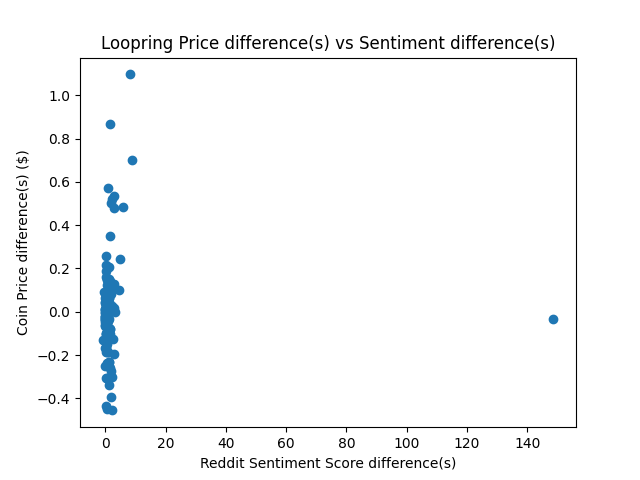 Loopring Price difference(s) vs Sentiment difference(s)
1.0
0.8
0.6
0.4
0.2
0.0
−0.2
−0.4
Coin Price difference(s) ($)
0 20 40 60 80 100 120 140
Reddit Sentiment Score difference(s)